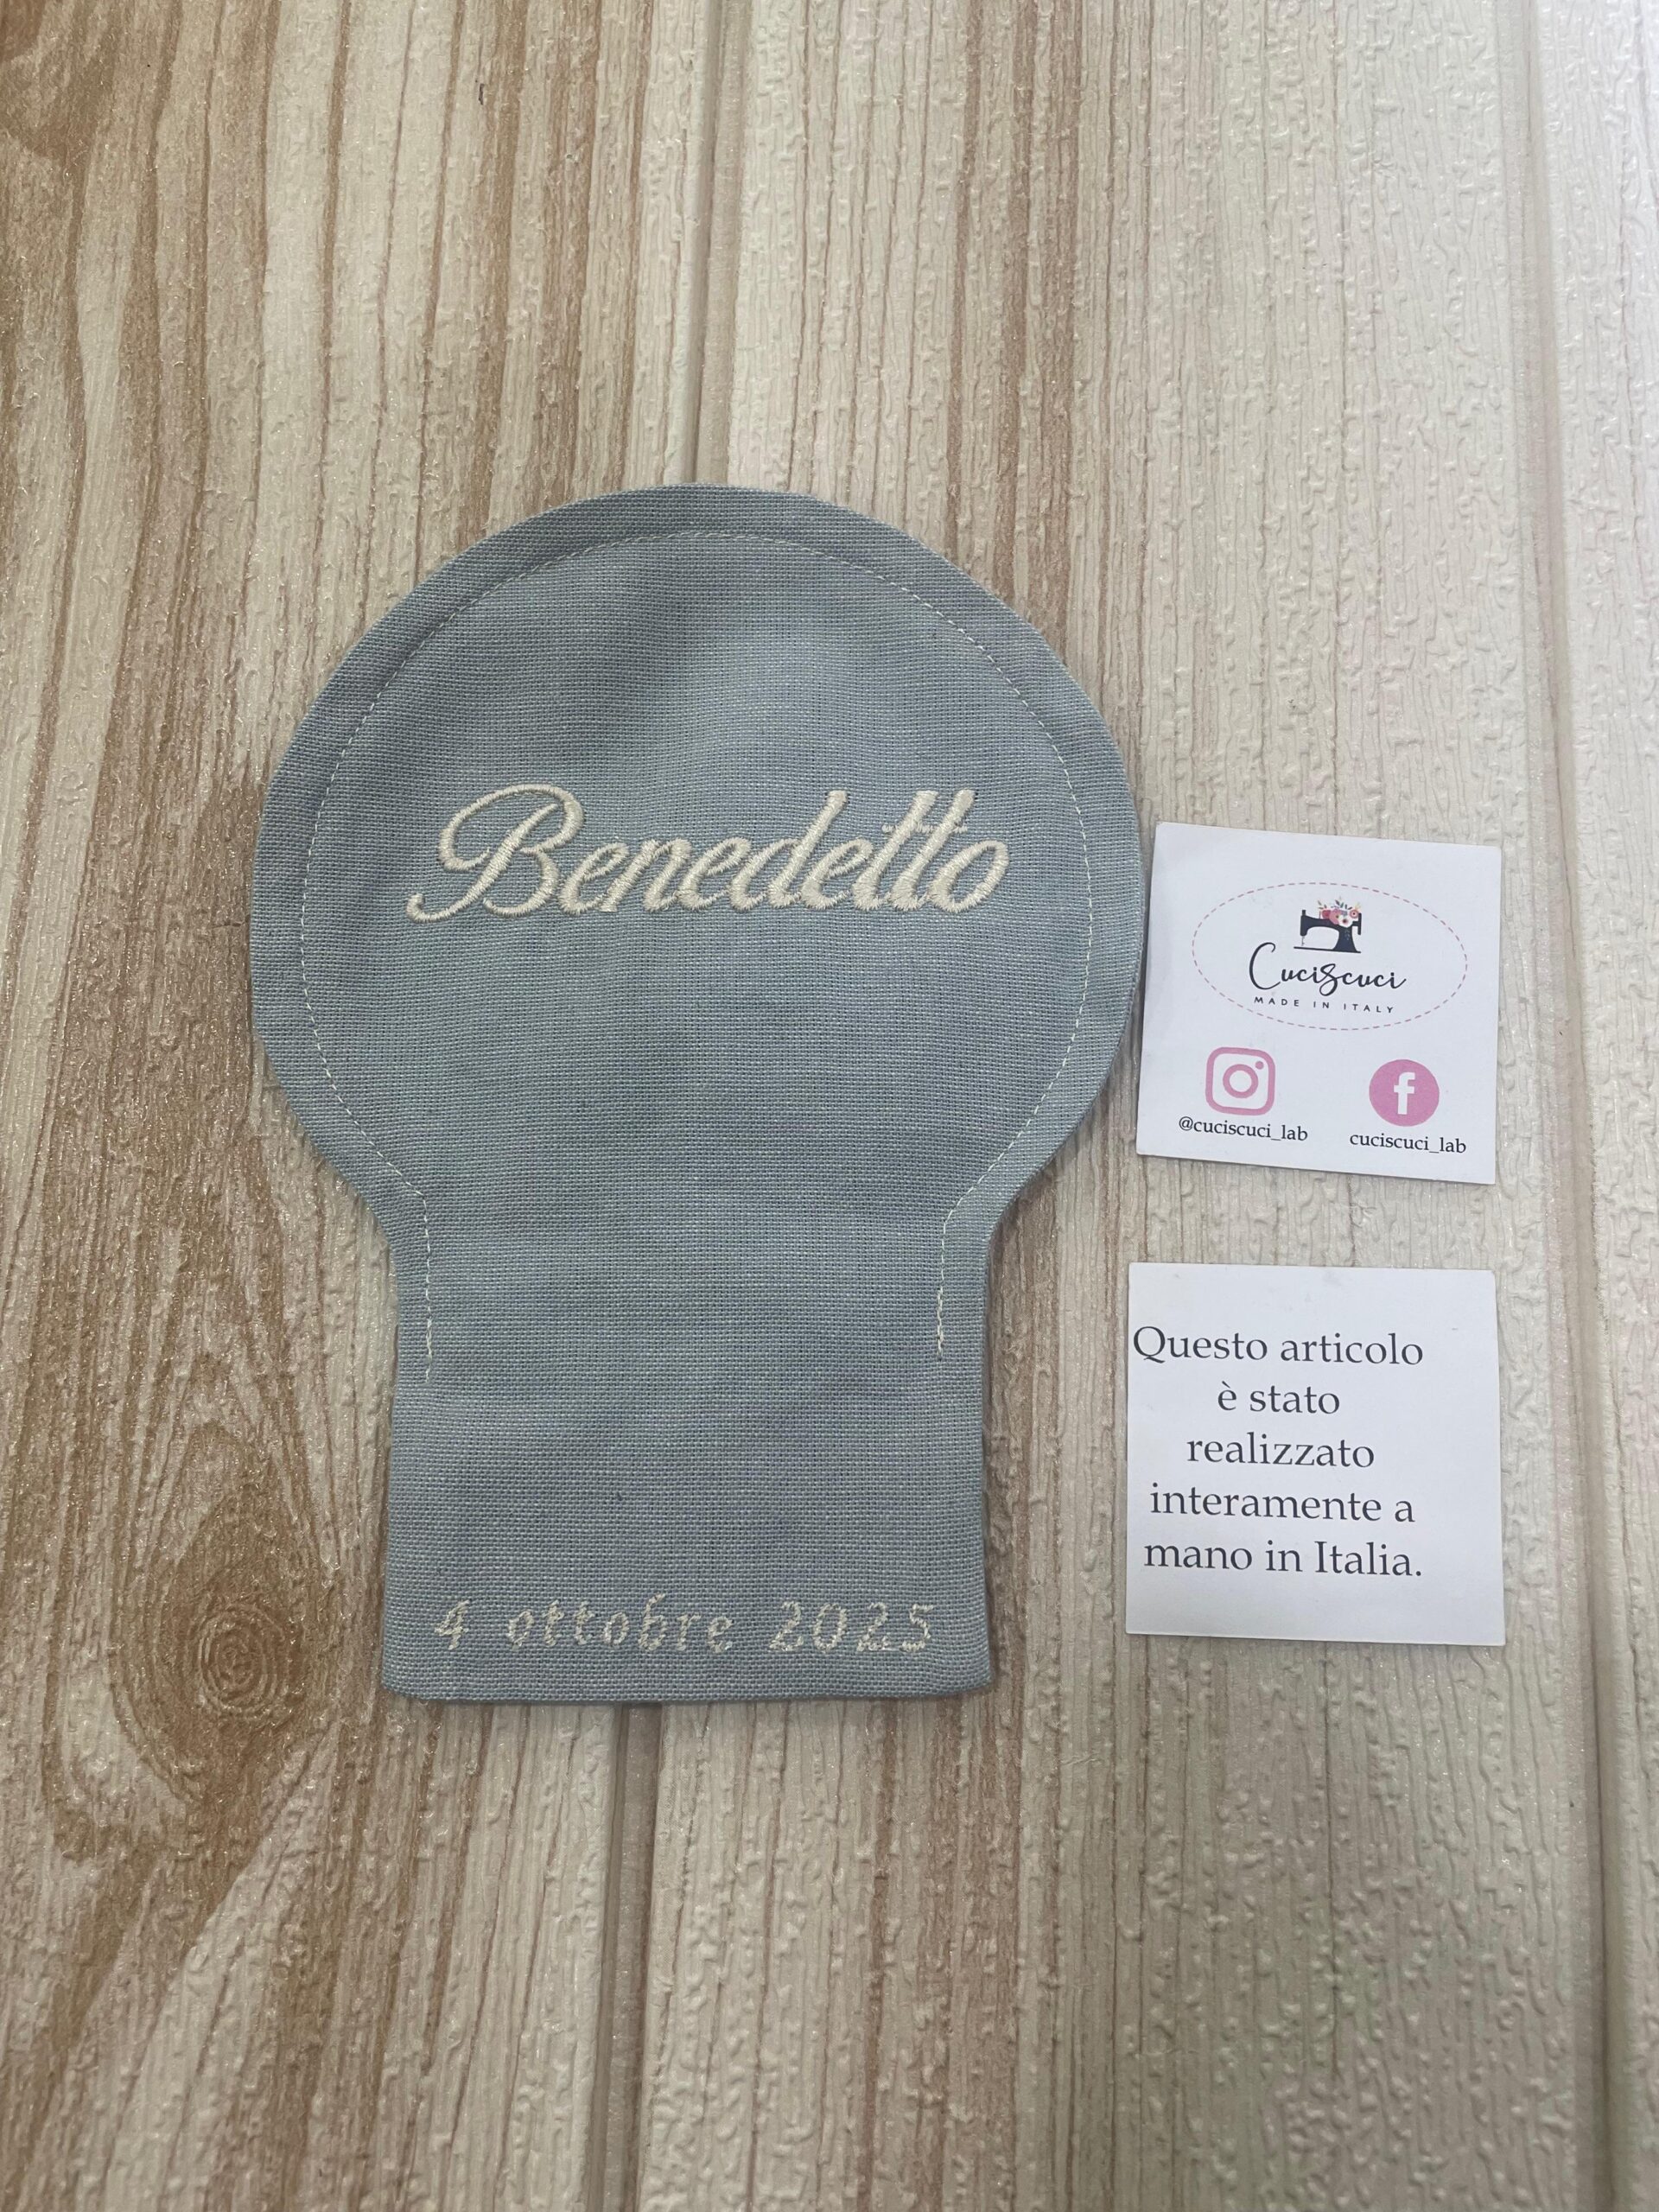 Benedetto
4 ottobre 2025
Cuciscuci
MADE IN ITALY
@cuciscuci_lab
cuciscuci_lab
Questo articolo
è stato
realizzato
interamente a
mano in Italia.